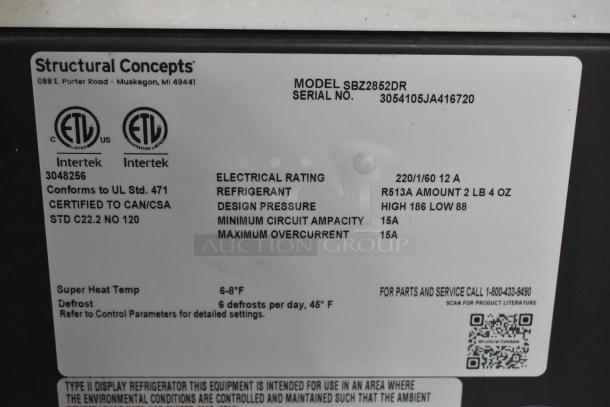 Structural Concepts
888 E. Porter Road - Muskegon, MI 49441
MODEL SBZ2852DR
SERIAL NO. 3054105JA416720
C ETL LISTED
ETL
Intertek Intertek
3048256
Conforms to UL Std. 471
CERTIFIED TO CAN/CSA
STD C22.2 NO 120
ELECTRICAL RATING 220/1/60 12 A
REFRIGERANT R513A AMOUNT 2 LB 4 OZ
DESIGN PRESSURE HIGH 186 LOW 88
MINIMUM CIRCUIT AMPACITY 15A
MAXIMUM OVERCURRENT 15A
AUCTION GROUP
Super Heat Temp 6-8°F
Defrost 6 defrosts per day, 45° F
Refer to Control Parameters for detailed settings.
FOR PARTS AND SERVICE CALL 1-800-433-9490
SCAN FOR PRODUCT LITERATURE
Structural Concepts
TYPE II DISPLAY REFRIGERATOR THIS EQUIPMENT IS INTENDED FOR USE IN AN AREA WHERE
THE ENVIRONMENTAL CONDITIONS ARE CONTROLLED AND MAINTAINED SUCH THAT THE AMBIENT